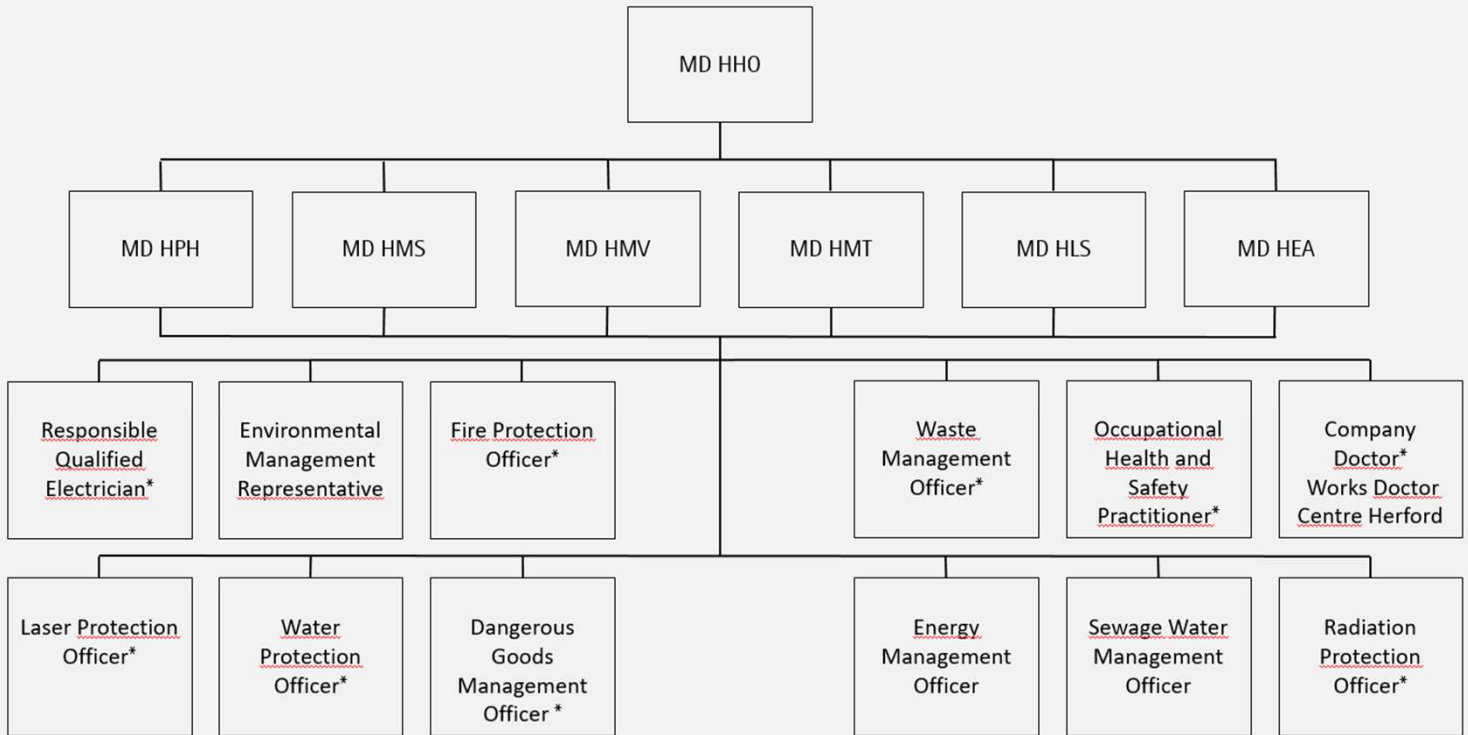 MD HHO
MD HPH
MD HMS
MD HMV
MD HMT
MD HLS
MD HEA
Responsible
Qualified
Electrician*
Environmental
Management
Representative
Fire Protection
Officer*
Waste
Management
Officer*
Occupational
Health and
Safety
Practitioner*
Company
Doctor*
Works Doctor
Centre Herford
Laser Protection
Officer*
Water
Protection
Officer*
Dangerous
Goods
Management
Officer *
Energy
Management
Officer
Sewage Water
Management
Officer
Radiation
Protection
Officer*